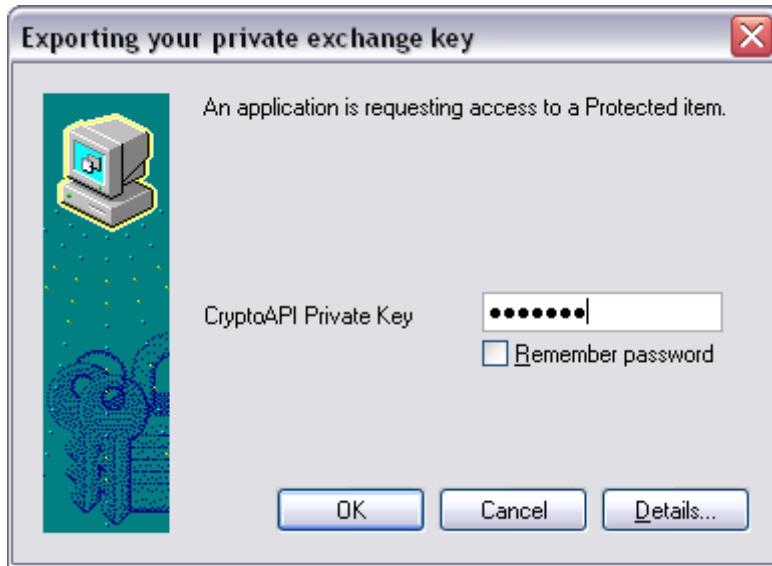 Exporting your private exchange key
An application is requesting access to a Protected item.
CryptoAPI Private Key •••••••
Remember password
OK Cancel Details...